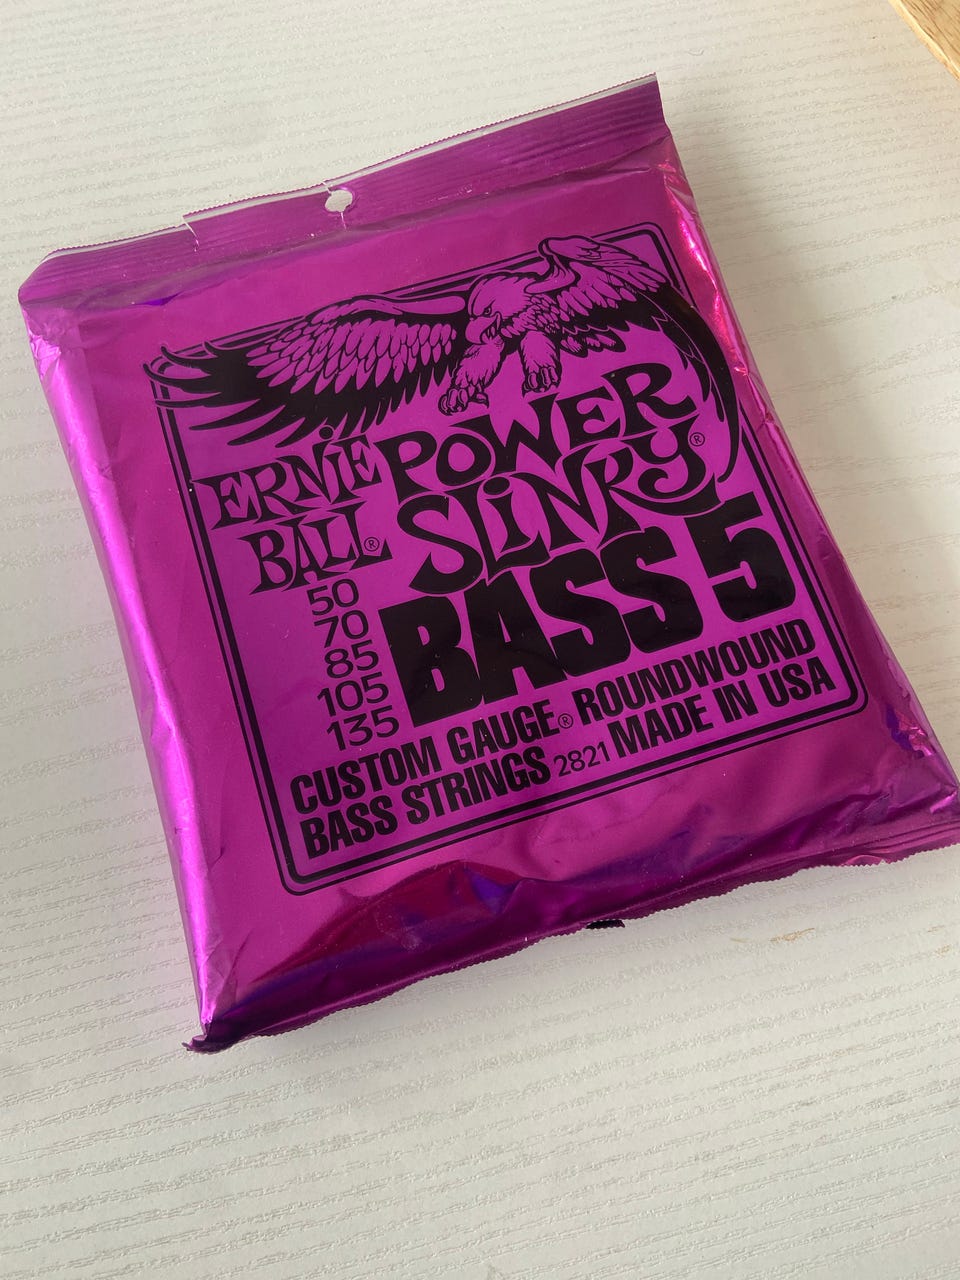 ERNIE BALL®
POWER SLINKY®
BASS 5
50
70
85
105
135
CUSTOM GAUGE® ROUNDWOUND
BASS STRINGS 2821 MADE IN USA